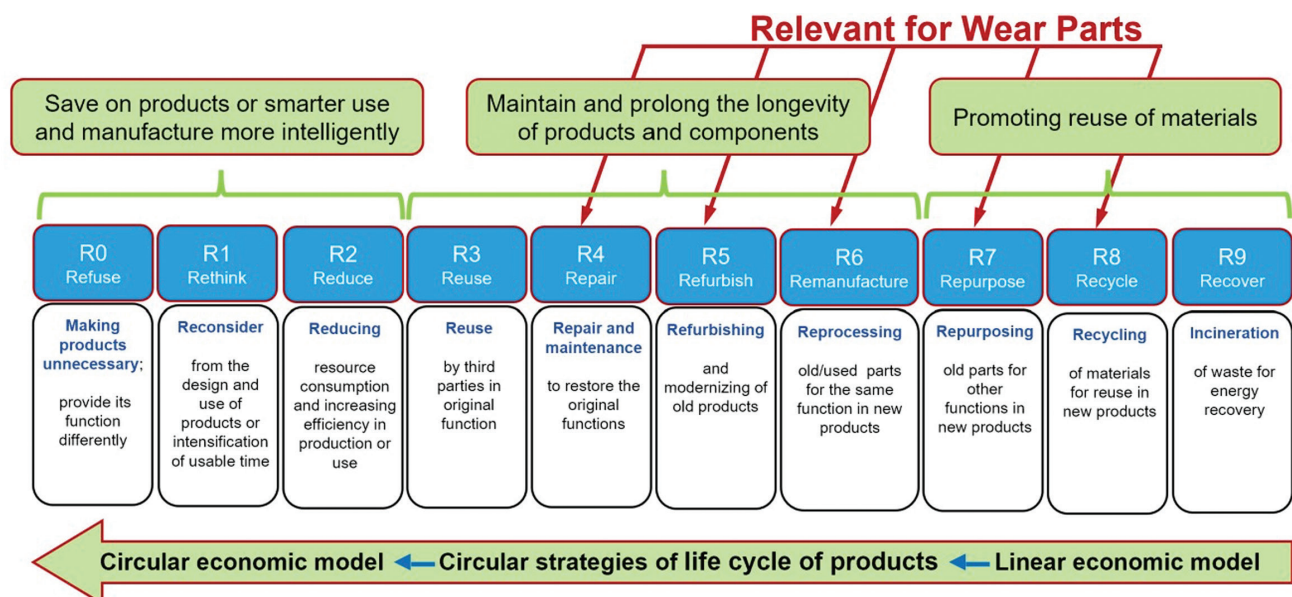 Relevant for Wear Parts
Save on products or smarter use
and manufacture more intelligently
Maintain and prolong the longevity
of products and components
Promoting reuse of materials
R0
Refuse
R1
Rethink
R2
Reduce
R3
Reuse
R4
Repair
R5
Refurbish
R6
Remanufacture
R7
Repurpose
R8
Recycle
R9
Recover
Making
products
unnecessary;
provide its
function
differently
Reconsider
from the
design and
use of
products or
intensification
of usable time
Reducing
resource
consumption
and increasing
efficiency in
production or
use
Reuse
by third
parties in
original
function
Repair and
maintenance
to restore the
original
functions
Refurbishing
and
modernizing of
old products
Reprocessing
old/used parts
for the same
function in new
products
Repurposing
old parts for
other
functions in
new products
Recycling
of materials
for reuse in
new products
Incineration
of waste for
energy
recovery
Circular economic model ← Circular strategies of life cycle of products ← Linear economic model